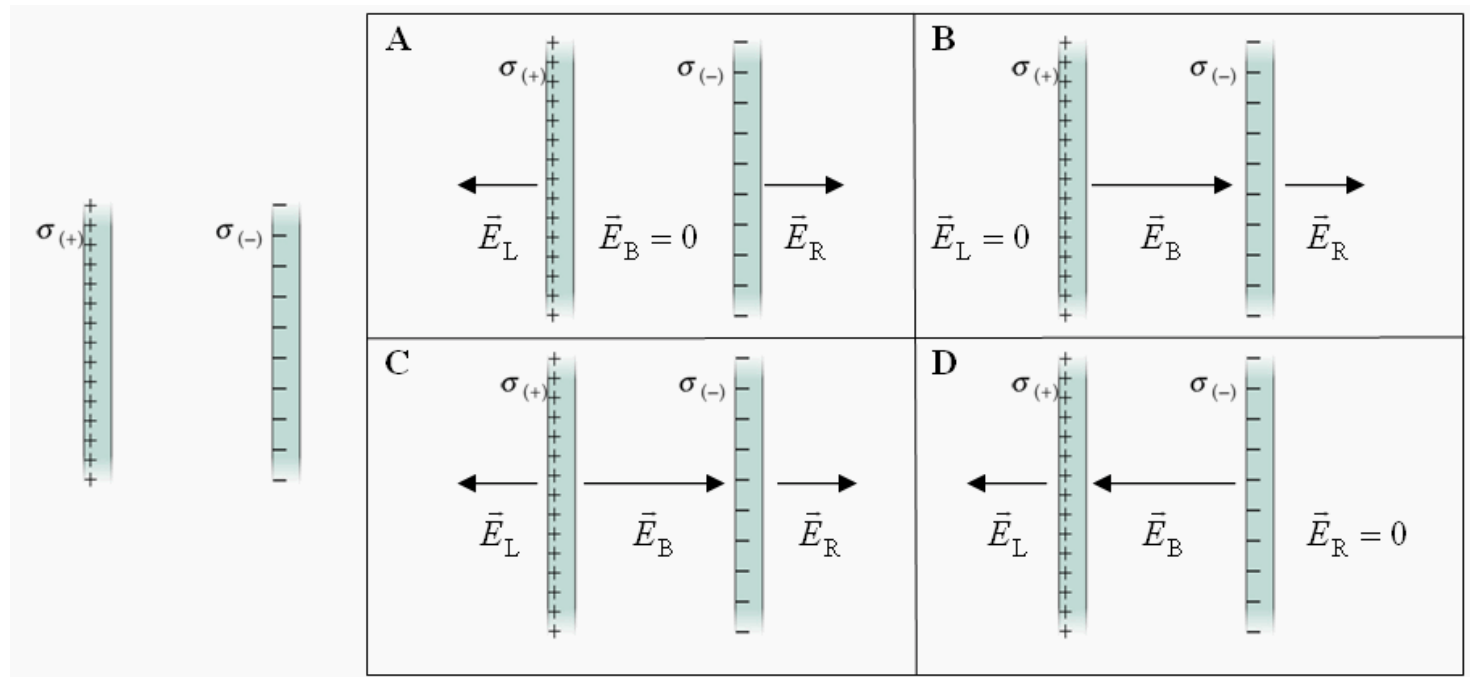 σ(+) σ(−)
A
σ(+) σ(−)
E⃗L E⃗B = 0 E⃗R
B
σ(+) σ(−)
E⃗L = 0 E⃗B E⃗R
C
σ(+) σ(−)
E⃗L E⃗B E⃗R
D
σ(+) σ(−)
E⃗L E⃗B E⃗R = 0